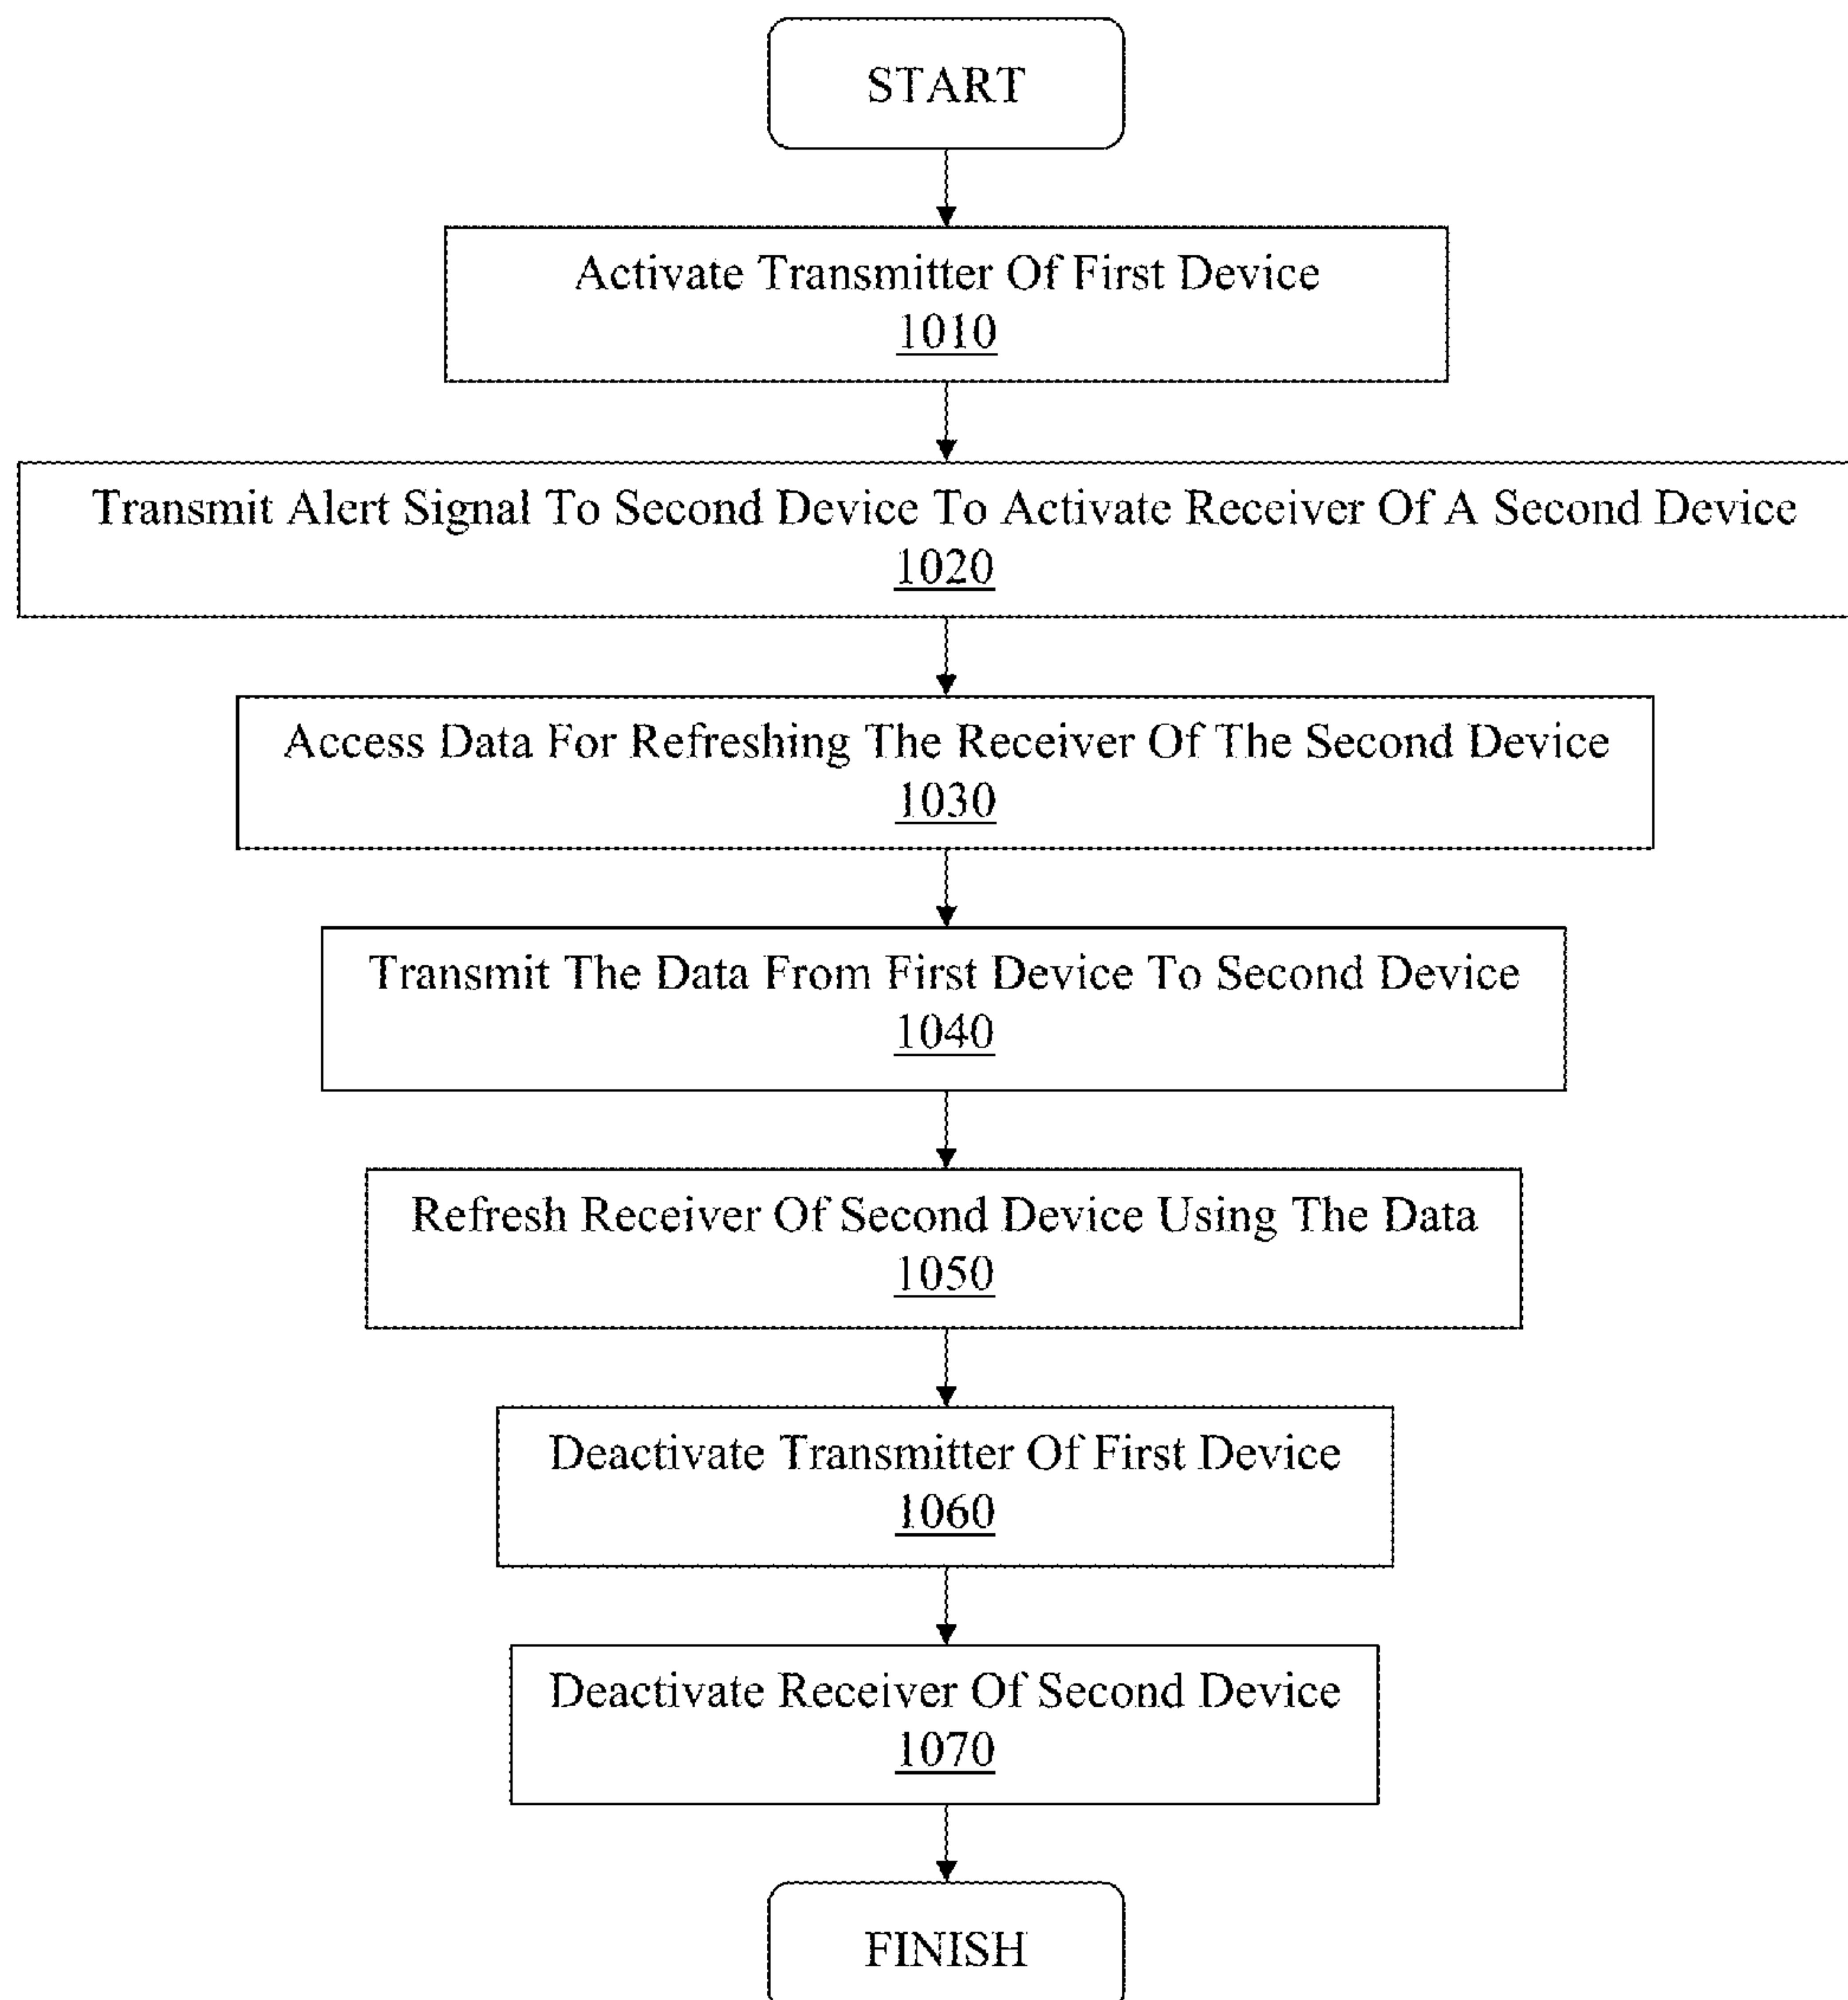 START
Activate Transmitter Of First Device
1010
Transmit Alert Signal To Second Device To Activate Receiver Of A Second Device
1020
Access Data For Refreshing The Receiver Of The Second Device
1030
Transmit The Data From First Device To Second Device
1040
Refresh Receiver Of Second Device Using The Data
1050
Deactivate Transmitter Of First Device
1060
Deactivate Receiver Of Second Device
1070
FINISH